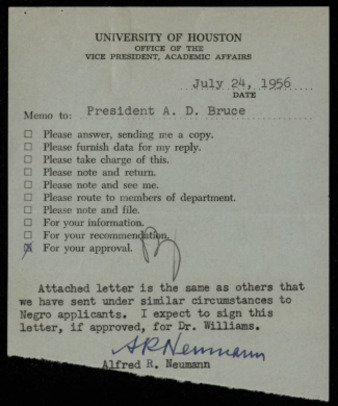 UNIVERSITY OF HOUSTON
OFFICE OF THE
VICE PRESIDENT, ACADEMIC AFFAIRS
July 24, 1956
DATE
Memo to: President A. D. Bruce
☐ Please answer, sending me a copy.
☐ Please furnish data for my reply.
☐ Please take charge of this.
☐ Please note and return.
☐ Please note and see me.
☐ Please route to members of department.
☐ Please note and file.
☐ For your information.
☐ For your recommendation.
☒ For your approval.
Attached letter is the same as others that
we have sent under similar circumstances to
Negro applicants. I expect to sign this
letter, if approved, for Dr. Williams.
A R Neumann
Alfred R. Neumann